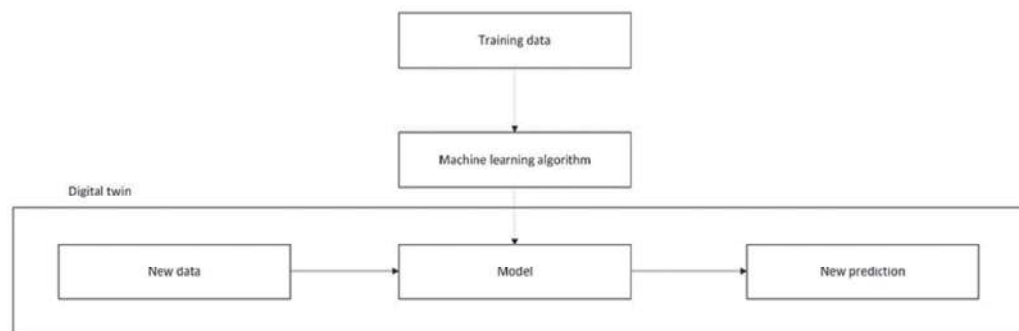 Training data
Machine learning algorithm
Digital twin
New data
Model
New prediction